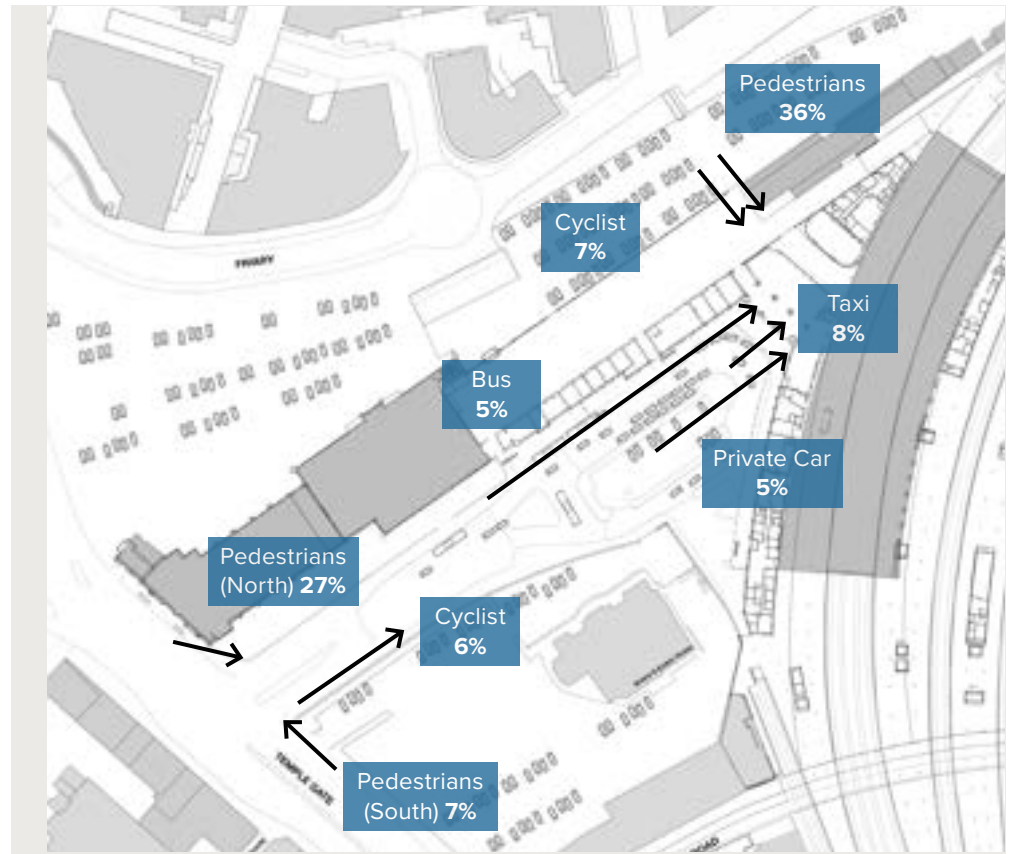 Pedestrians
36%
Cyclist
7%
FRIARY
Taxi
8%
Bus
5%
Private Car
5%
Pedestrians
(North) 27%
Cyclist
6%
TEMPLE GATE
Pedestrians
(South) 7%
ROAD